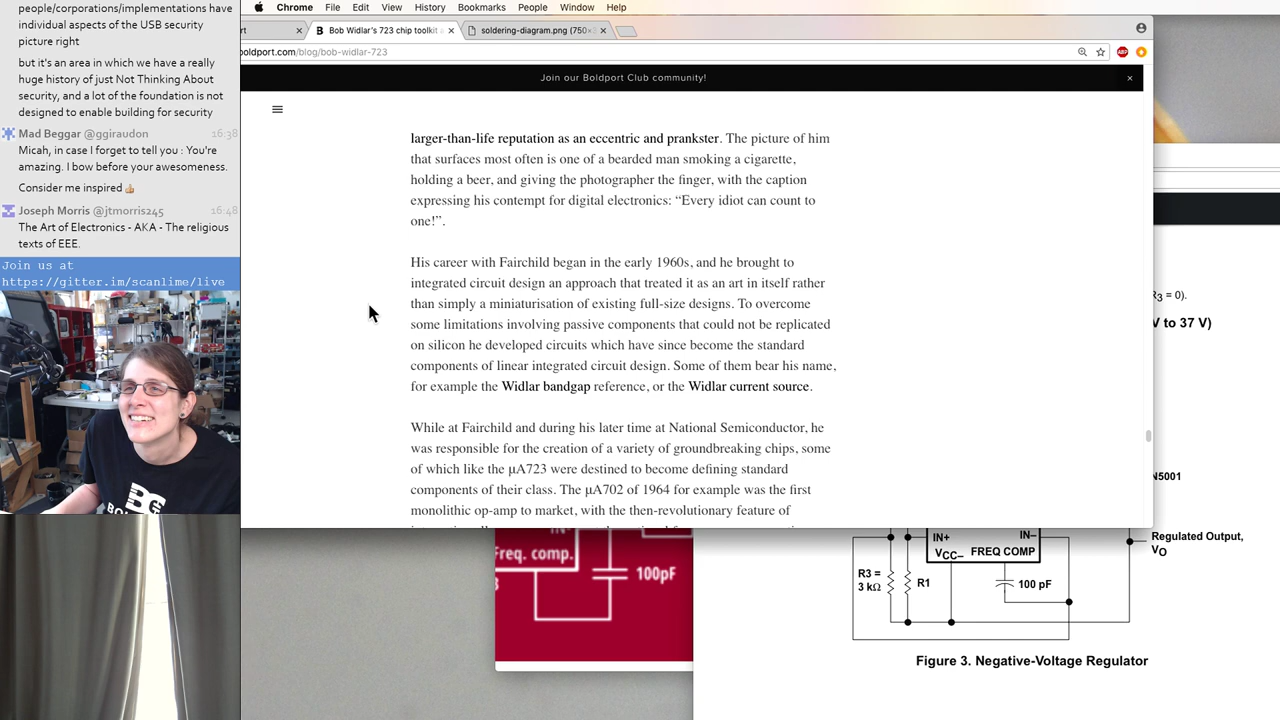 people/corporations/implementations have
individual aspects of the USB security
picture right
but it's an area in which we have a really
huge history of just Not Thinking About
security, and a lot of the foundation is not
designed to enable building for security
Mad Beggar @ggiraudon 16:38
Micah, in case I forget to tell you : You're
amazing. I bow before your awesomeness.
Consider me inspired 👍🏼
Joseph Morris @jtmorris245 16:48
The Art of Electronics - AKA - The religious
texts of EEE.
Join us at
https://gitter.im/scanlime/live
Chrome File Edit View History Bookmarks People Window Help
rt × B Bob Widlar's 723 chip toolkit × soldering-diagram.png (750× ×
oldport.com/blog/bob-widlar-723
ABP
Join our Boldport Club community! ×
larger-than-life reputation as an eccentric and prankster. The picture of him
that surfaces most often is one of a bearded man smoking a cigarette,
holding a beer, and giving the photographer the finger, with the caption
expressing his contempt for digital electronics: “Every idiot can count to
one!”.
His career with Fairchild began in the early 1960s, and he brought to
integrated circuit design an approach that treated it as an art in itself rather
than simply a miniaturisation of existing full-size designs. To overcome
some limitations involving passive components that could not be replicated
on silicon he developed circuits which have since become the standard
components of linear integrated circuit design. Some of them bear his name,
for example the Widlar bandgap reference, or the Widlar current source.
While at Fairchild and during his later time at National Semiconductor, he
was responsible for the creation of a variety of groundbreaking chips, some
of which like the µA723 were destined to become defining standard
components of their class. The µA702 of 1964 for example was the first
monolithic op-amp to market, with the then-revolutionary feature of
R3 = 0).
V to 37 V)
N5001
IN+ IN–
VCC– FREQ COMP
Regulated Output,
VO
R3 =
3 kΩ
R1
100 pF
Figure 3. Negative-Voltage Regulator
Freq. comp.
100pF